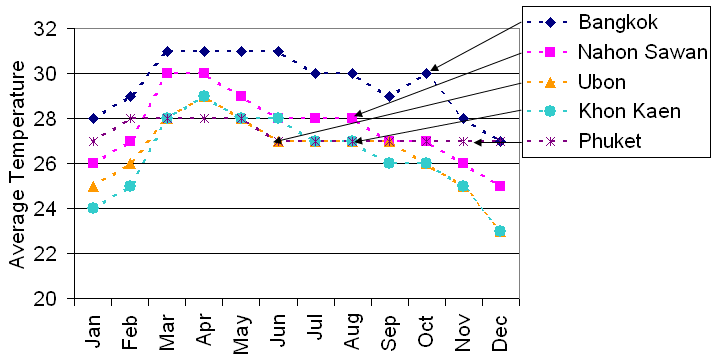 Average Temperature
32
30
28
26
24
22
20
Jan
Feb
Mar
Apr
May
Jun
Jul
Aug
Sep
Oct
Nov
Dec
Bangkok
Nahon Sawan
Ubon
Khon Kaen
Phuket